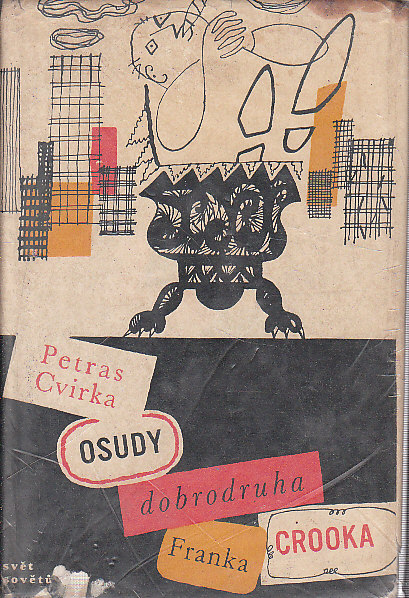 Petras
Cvirka
OSUDY
dobrodruha
Franka
CROOKA
svět
sovětů